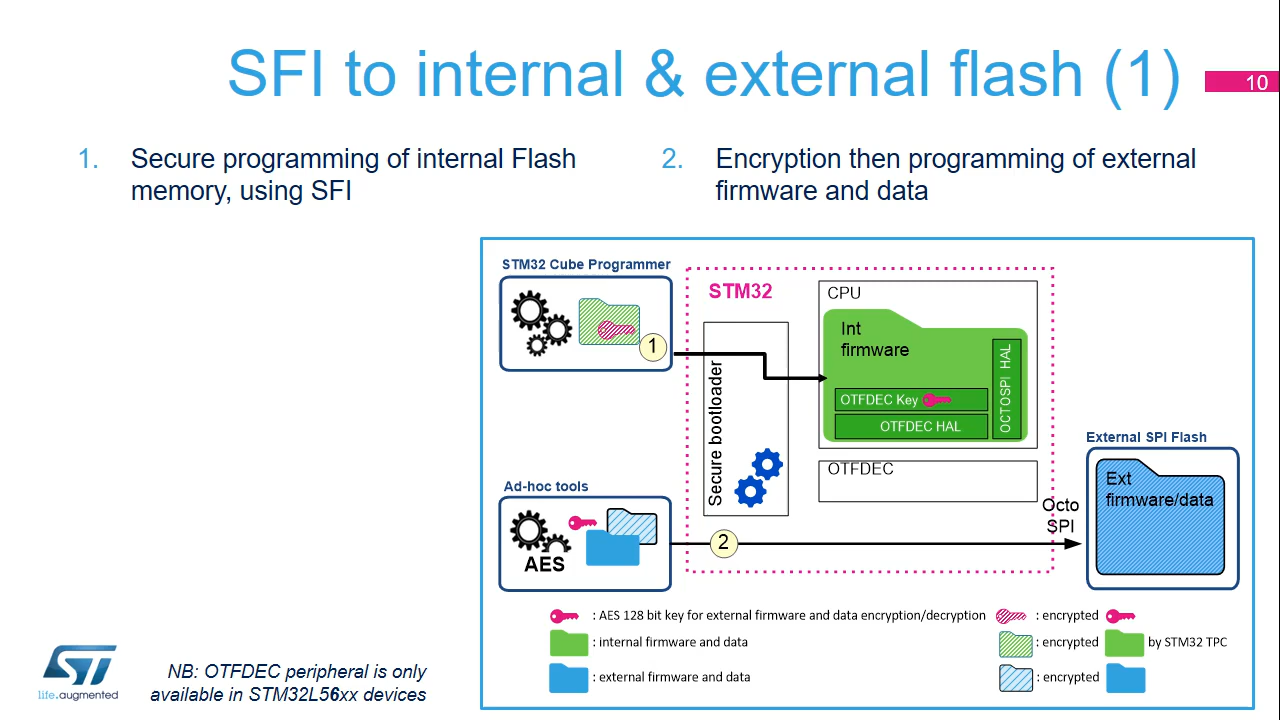 SFI to internal & external flash (1)
10
1. Secure programming of internal Flash
memory, using SFI
2. Encryption then programming of external
firmware and data
STM32 Cube Programmer
1
STM32
Secure bootloader
CPU
Int
firmware
OTFDEC Key
OTFDEC HAL
OCTOSPI HAL
OTFDEC
External SPI Flash
Ext
firmware/data
Octo
SPI
Ad-hoc tools
AES
2
: AES 128 bit key for external firmware and data encryption/decryption
: encrypted
: internal firmware and data
: encrypted
by STM32 TPC
: external firmware and data
: encrypted
ST
life.augmented
NB: OTFDEC peripheral is only
available in STM32L56xx devices